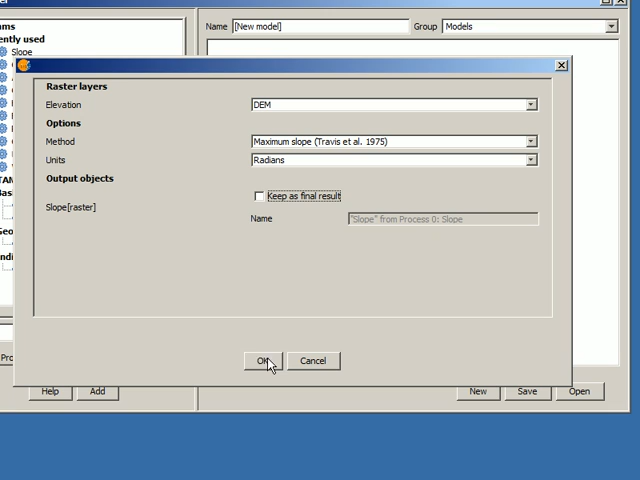 Name [New model] Group Models
ently used
Slope
Raster layers
Elevation DEM
Options
Method Maximum slope (Travis et al. 1975)
Units Radians
Output objects
Keep as final result
Slope[raster]
Name "Slope" from Process 0: Slope
OK Cancel
Help Add New Save Open